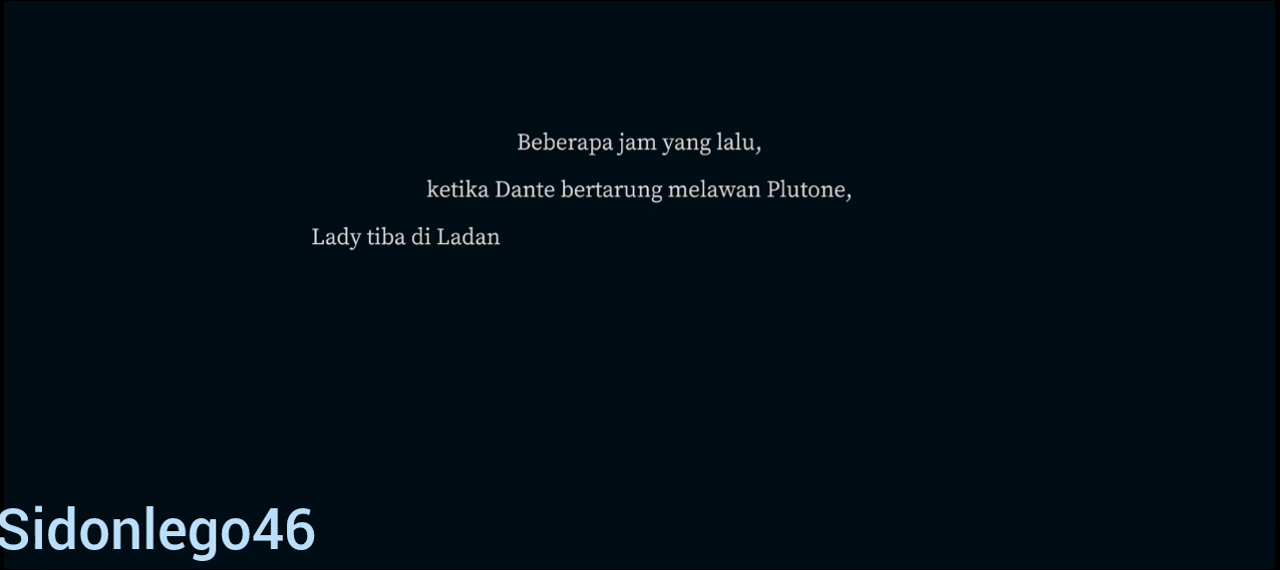 Beberapa jam yang lalu,
ketika Dante bertarung melawan Plutone,
Lady tiba di Ladan
Sidonlego46